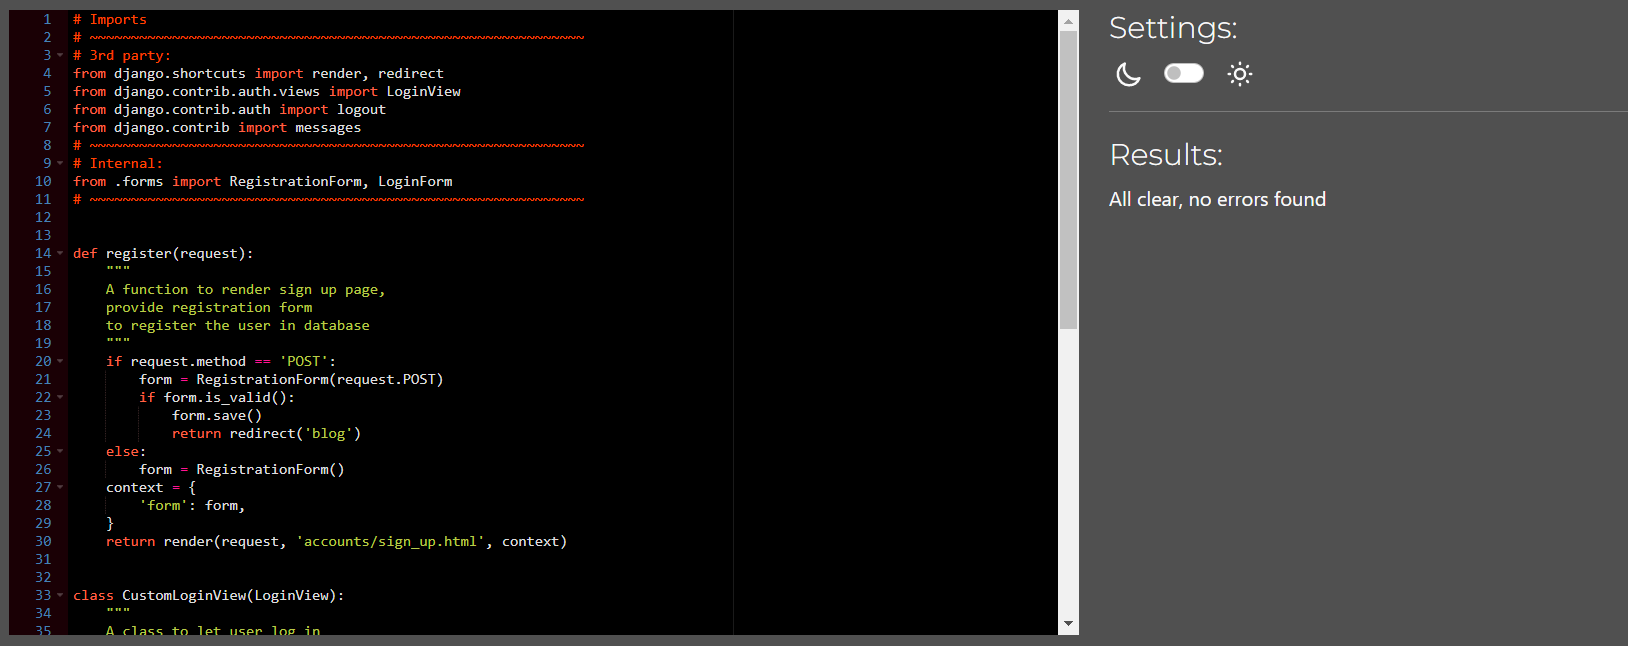 1 # Imports
2 # ~~~~~~~~~~~~~~~~~~~~~~~~~~~~~~~~~~~~~~~~~~~~~~~~~~~~~~~~~~~~
3 # 3rd party:
4 from django.shortcuts import render, redirect
5 from django.contrib.auth.views import LoginView
6 from django.contrib.auth import logout
7 from django.contrib import messages
8 # ~~~~~~~~~~~~~~~~~~~~~~~~~~~~~~~~~~~~~~~~~~~~~~~~~~~~~~~~~~~~
9 # Internal:
10 from .forms import RegistrationForm, LoginForm
11 # ~~~~~~~~~~~~~~~~~~~~~~~~~~~~~~~~~~~~~~~~~~~~~~~~~~~~~~~~~~~~
12
13
14 def register(request):
15     """
16     A function to render sign up page,
17     provide registration form
18     to register the user in database
19     """
20     if request.method == 'POST':
21         form = RegistrationForm(request.POST)
22         if form.is_valid():
23             form.save()
24             return redirect('blog')
25     else:
26         form = RegistrationForm()
27     context = {
28         'form': form,
29     }
30     return render(request, 'accounts/sign_up.html', context)
31
32
33 class CustomLoginView(LoginView):
34     """
35     A class to let user log in
Settings:
Results:
All clear, no errors found